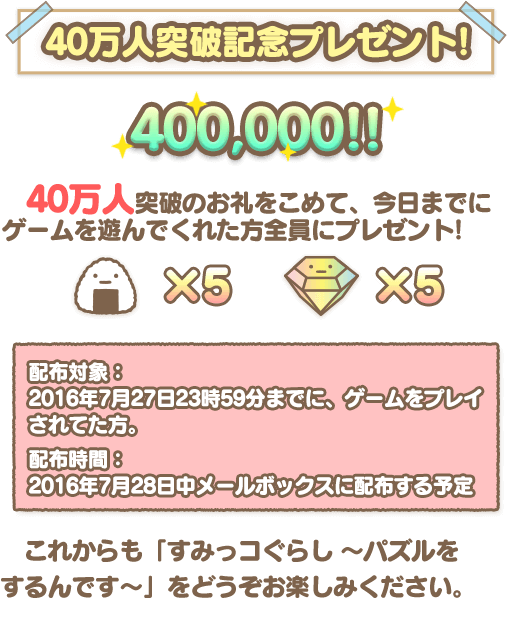 40万人突破記念プレゼント!
400,000!!
40万人突破のお礼をこめて、今日までに
ゲームを遊んでくれた方全員にプレゼント!
×5 ×5
配布対象：
2016年7月27日23時59分までに、ゲームをプレイ
されてた方。
配布時間：
2016年7月28日中メールボックスに配布する予定
これからも「すみっコぐらし ～パズルを
するんです～」をどうぞお楽しみください。